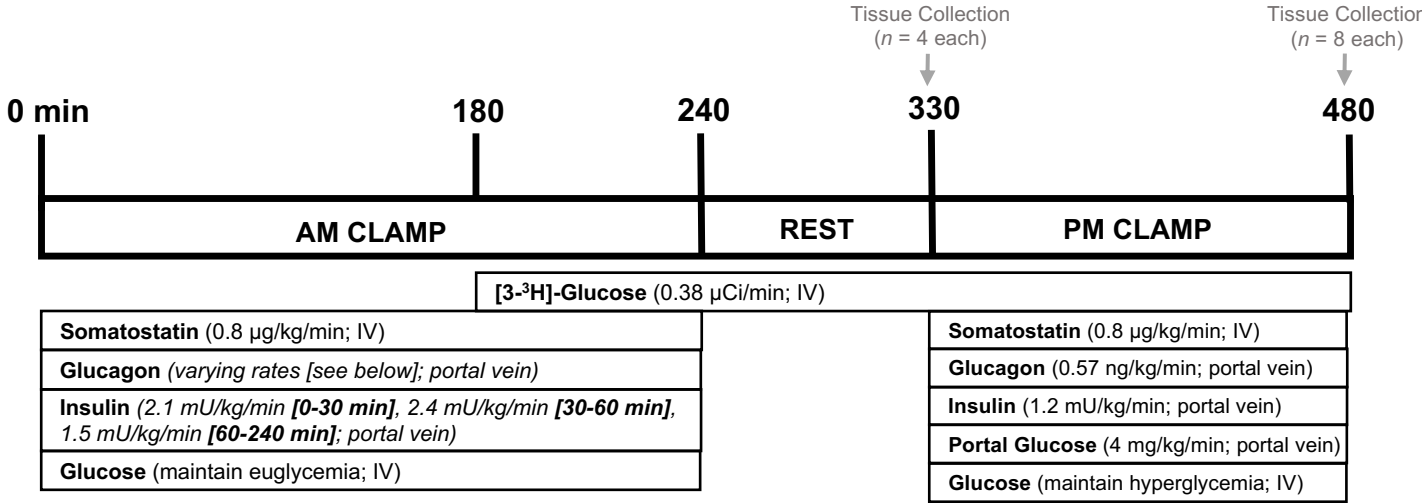 Tissue Collection
(n = 4 each)
Tissue Collection
(n = 8 each)
0 min
180
240
330
480
AM CLAMP
REST
PM CLAMP
[3-³H]-Glucose (0.38 µCi/min; IV)
Somatostatin (0.8 µg/kg/min; IV)
Glucagon (varying rates [see below]; portal vein)
Insulin (2.1 mU/kg/min [0-30 min], 2.4 mU/kg/min [30-60 min],
1.5 mU/kg/min [60-240 min]; portal vein)
Glucose (maintain euglycemia; IV)
Somatostatin (0.8 µg/kg/min; IV)
Glucagon (0.57 ng/kg/min; portal vein)
Insulin (1.2 mU/kg/min; portal vein)
Portal Glucose (4 mg/kg/min; portal vein)
Glucose (maintain hyperglycemia; IV)